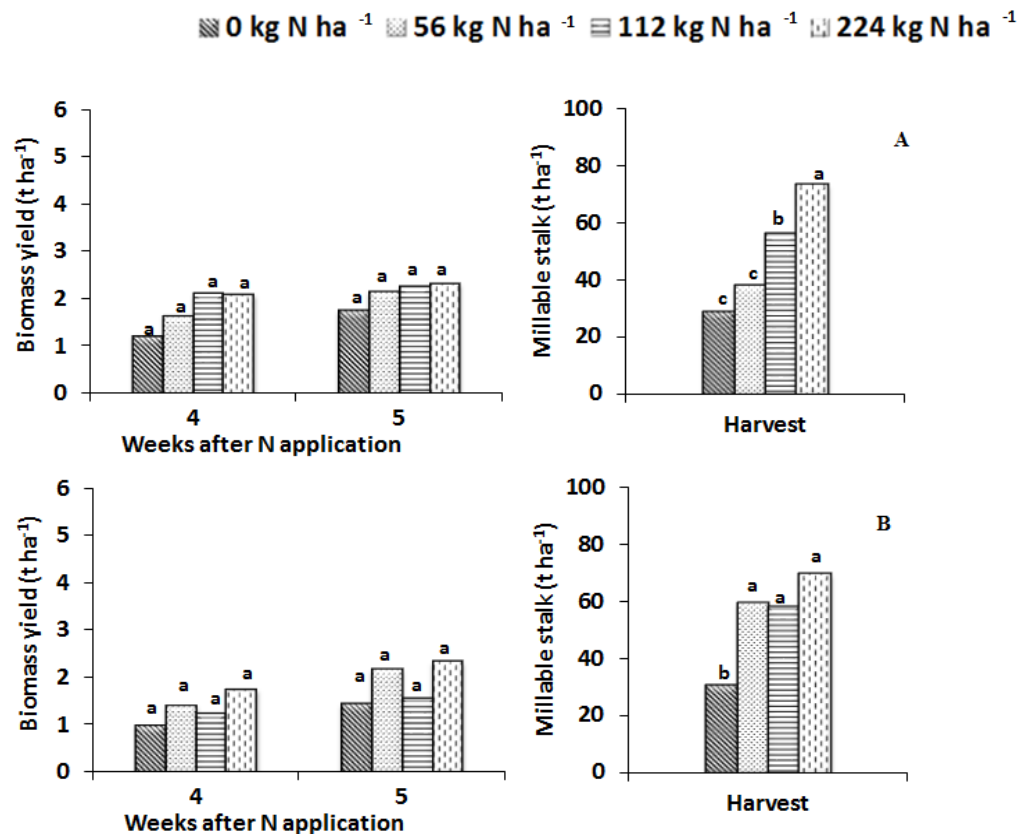 0 kg N ha -1 56 kg N ha -1 112 kg N ha -1 224 kg N ha -1
Biomass yield (t ha-1)
6
5
4
3
2
1
0
a a a a
a a a a
4 5
Weeks after N application
Millable stalk (t ha-1)
100
80
60
40
20
0
A
c c b a
Harvest
Biomass yield (t ha-1)
6
5
4
3
2
1
0
a a a a
a a a a
4 5
Weeks after N application
Millable stalk (t ha-1)
100
80
60
40
20
0
B
b a a a
Harvest